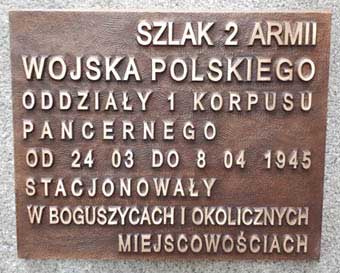 SZLAK 2 ARMII
WOJSKA POLSKIEGO
ODDZIAŁY 1 KORPUSU
PANCERNEGO
OD 24 03 DO 8 04 1945
STACJONOWAŁY
W BOGUSZYCACH I OKOLICZNYCH
MIEJSCOWOŚCIACH